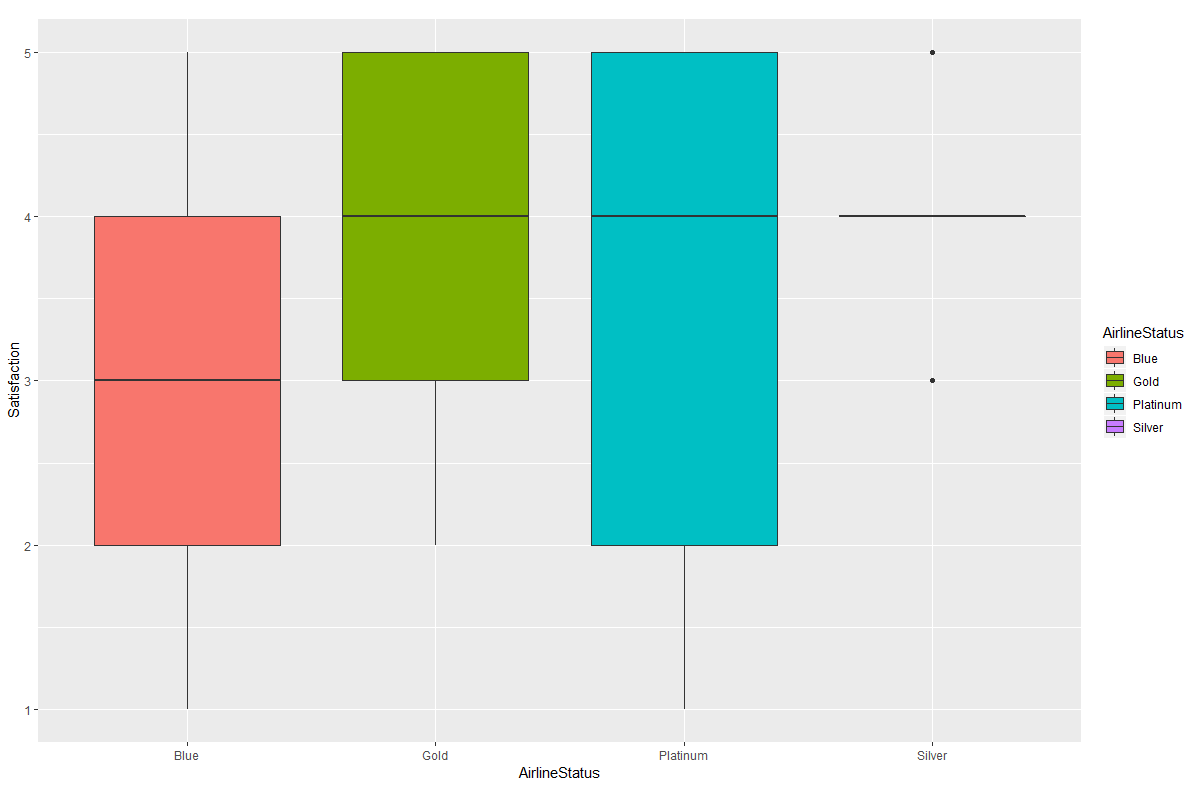 Satisfaction
5
4
3
2
1
Blue Gold Platinum Silver
AirlineStatus
AirlineStatus
Blue
Gold
Platinum
Silver